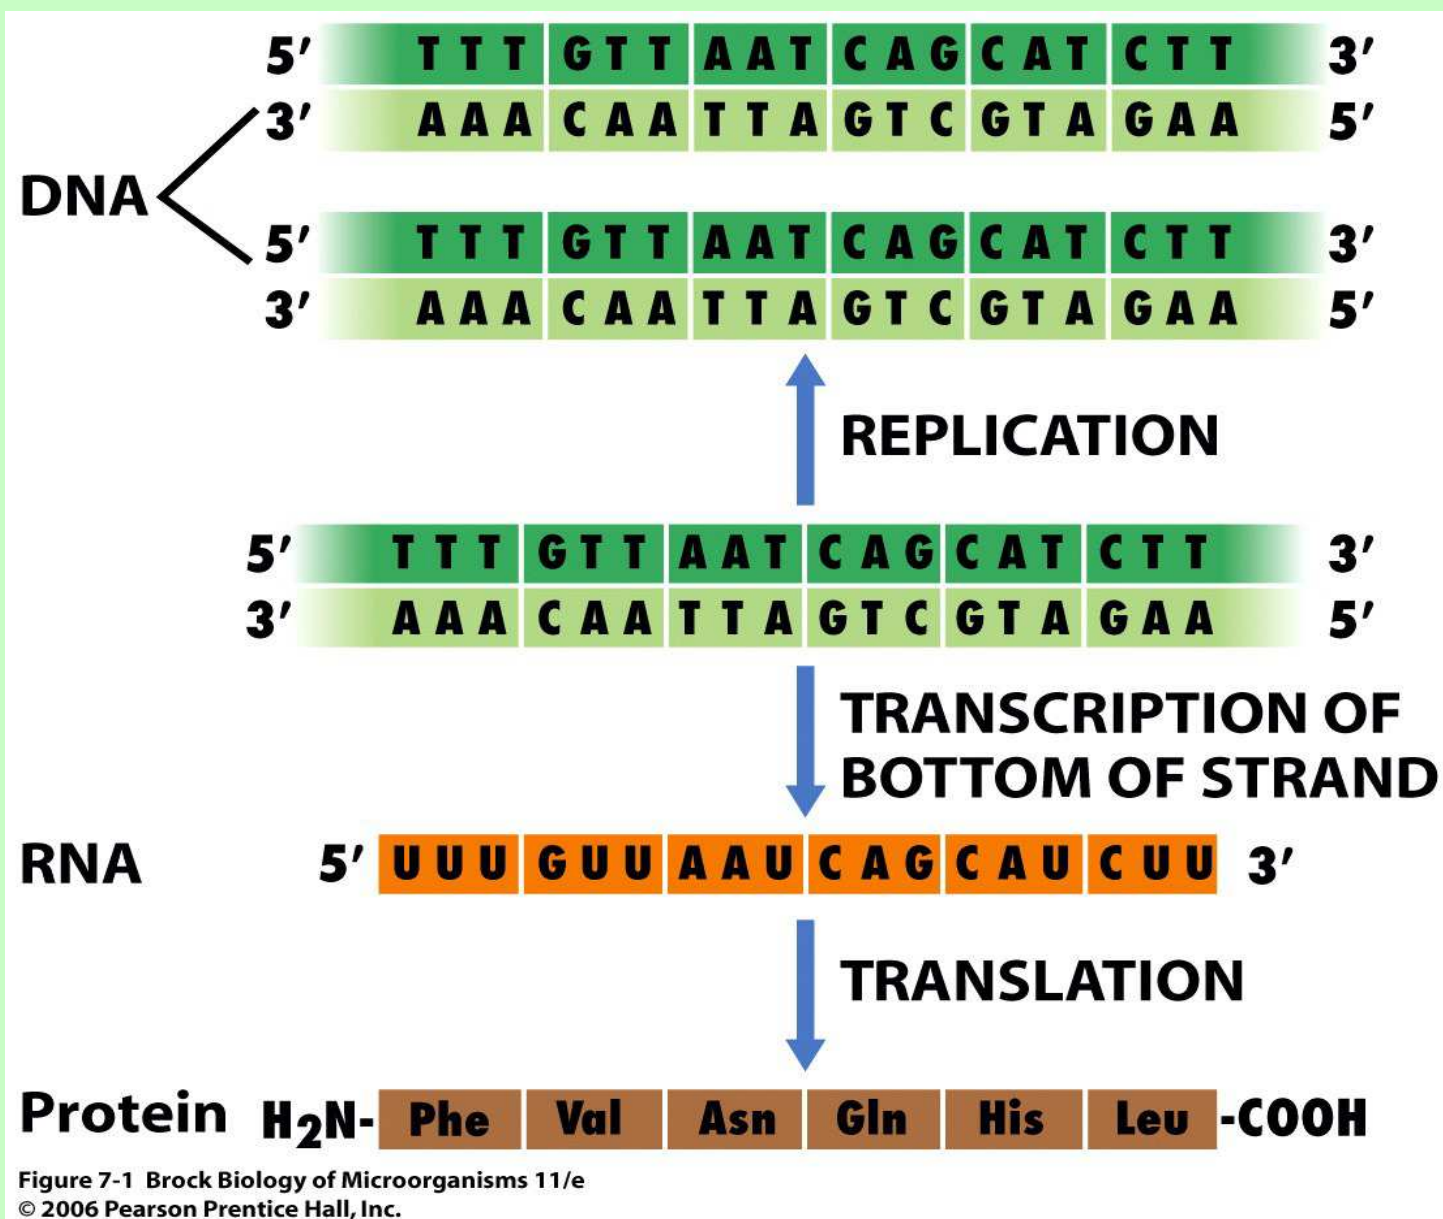 5′ TTT GTT AAT CAG CAT CTT 3′
3′ AAA CAA TTA GTC GTA GAA 5′
DNA
5′ TTT GTT AAT CAG CAT CTT 3′
3′ AAA CAA TTA GTC GTA GAA 5′
REPLICATION
5′ TTT GTT AAT CAG CAT CTT 3′
3′ AAA CAA TTA GTC GTA GAA 5′
TRANSCRIPTION OF
BOTTOM OF STRAND
RNA 5′ UUU GUU AAU CAG CAU CUU 3′
TRANSLATION
Protein H₂N- Phe Val Asn Gln His Leu -COOH
Figure 7-1 Brock Biology of Microorganisms 11/e
© 2006 Pearson Prentice Hall, Inc.